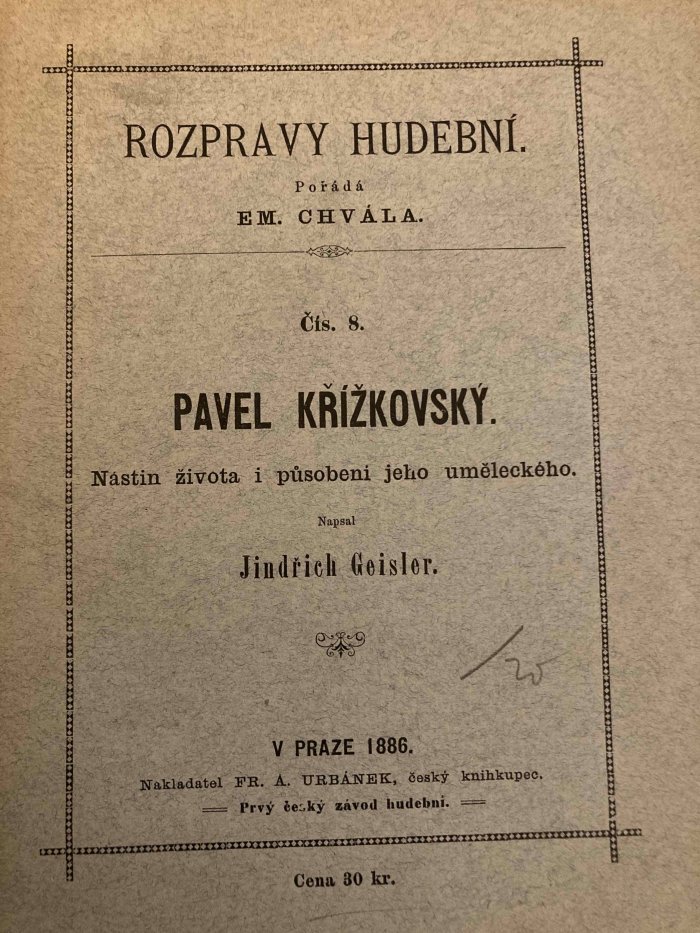 ROZPRAVY HUDEBNÍ.
Pořádá
EM. CHVÁLA.
Čís. 8.
PAVEL KŘÍŽKOVSKÝ.
Nástin života i působení jeho uměleckého.
Napsal
Jindřich Geisler.
/20
V PRAZE 1886.
Nakladatel FR. A. URBÁNEK, český knihkupec.
Prvý český závod hudební.
Cena 30 kr.